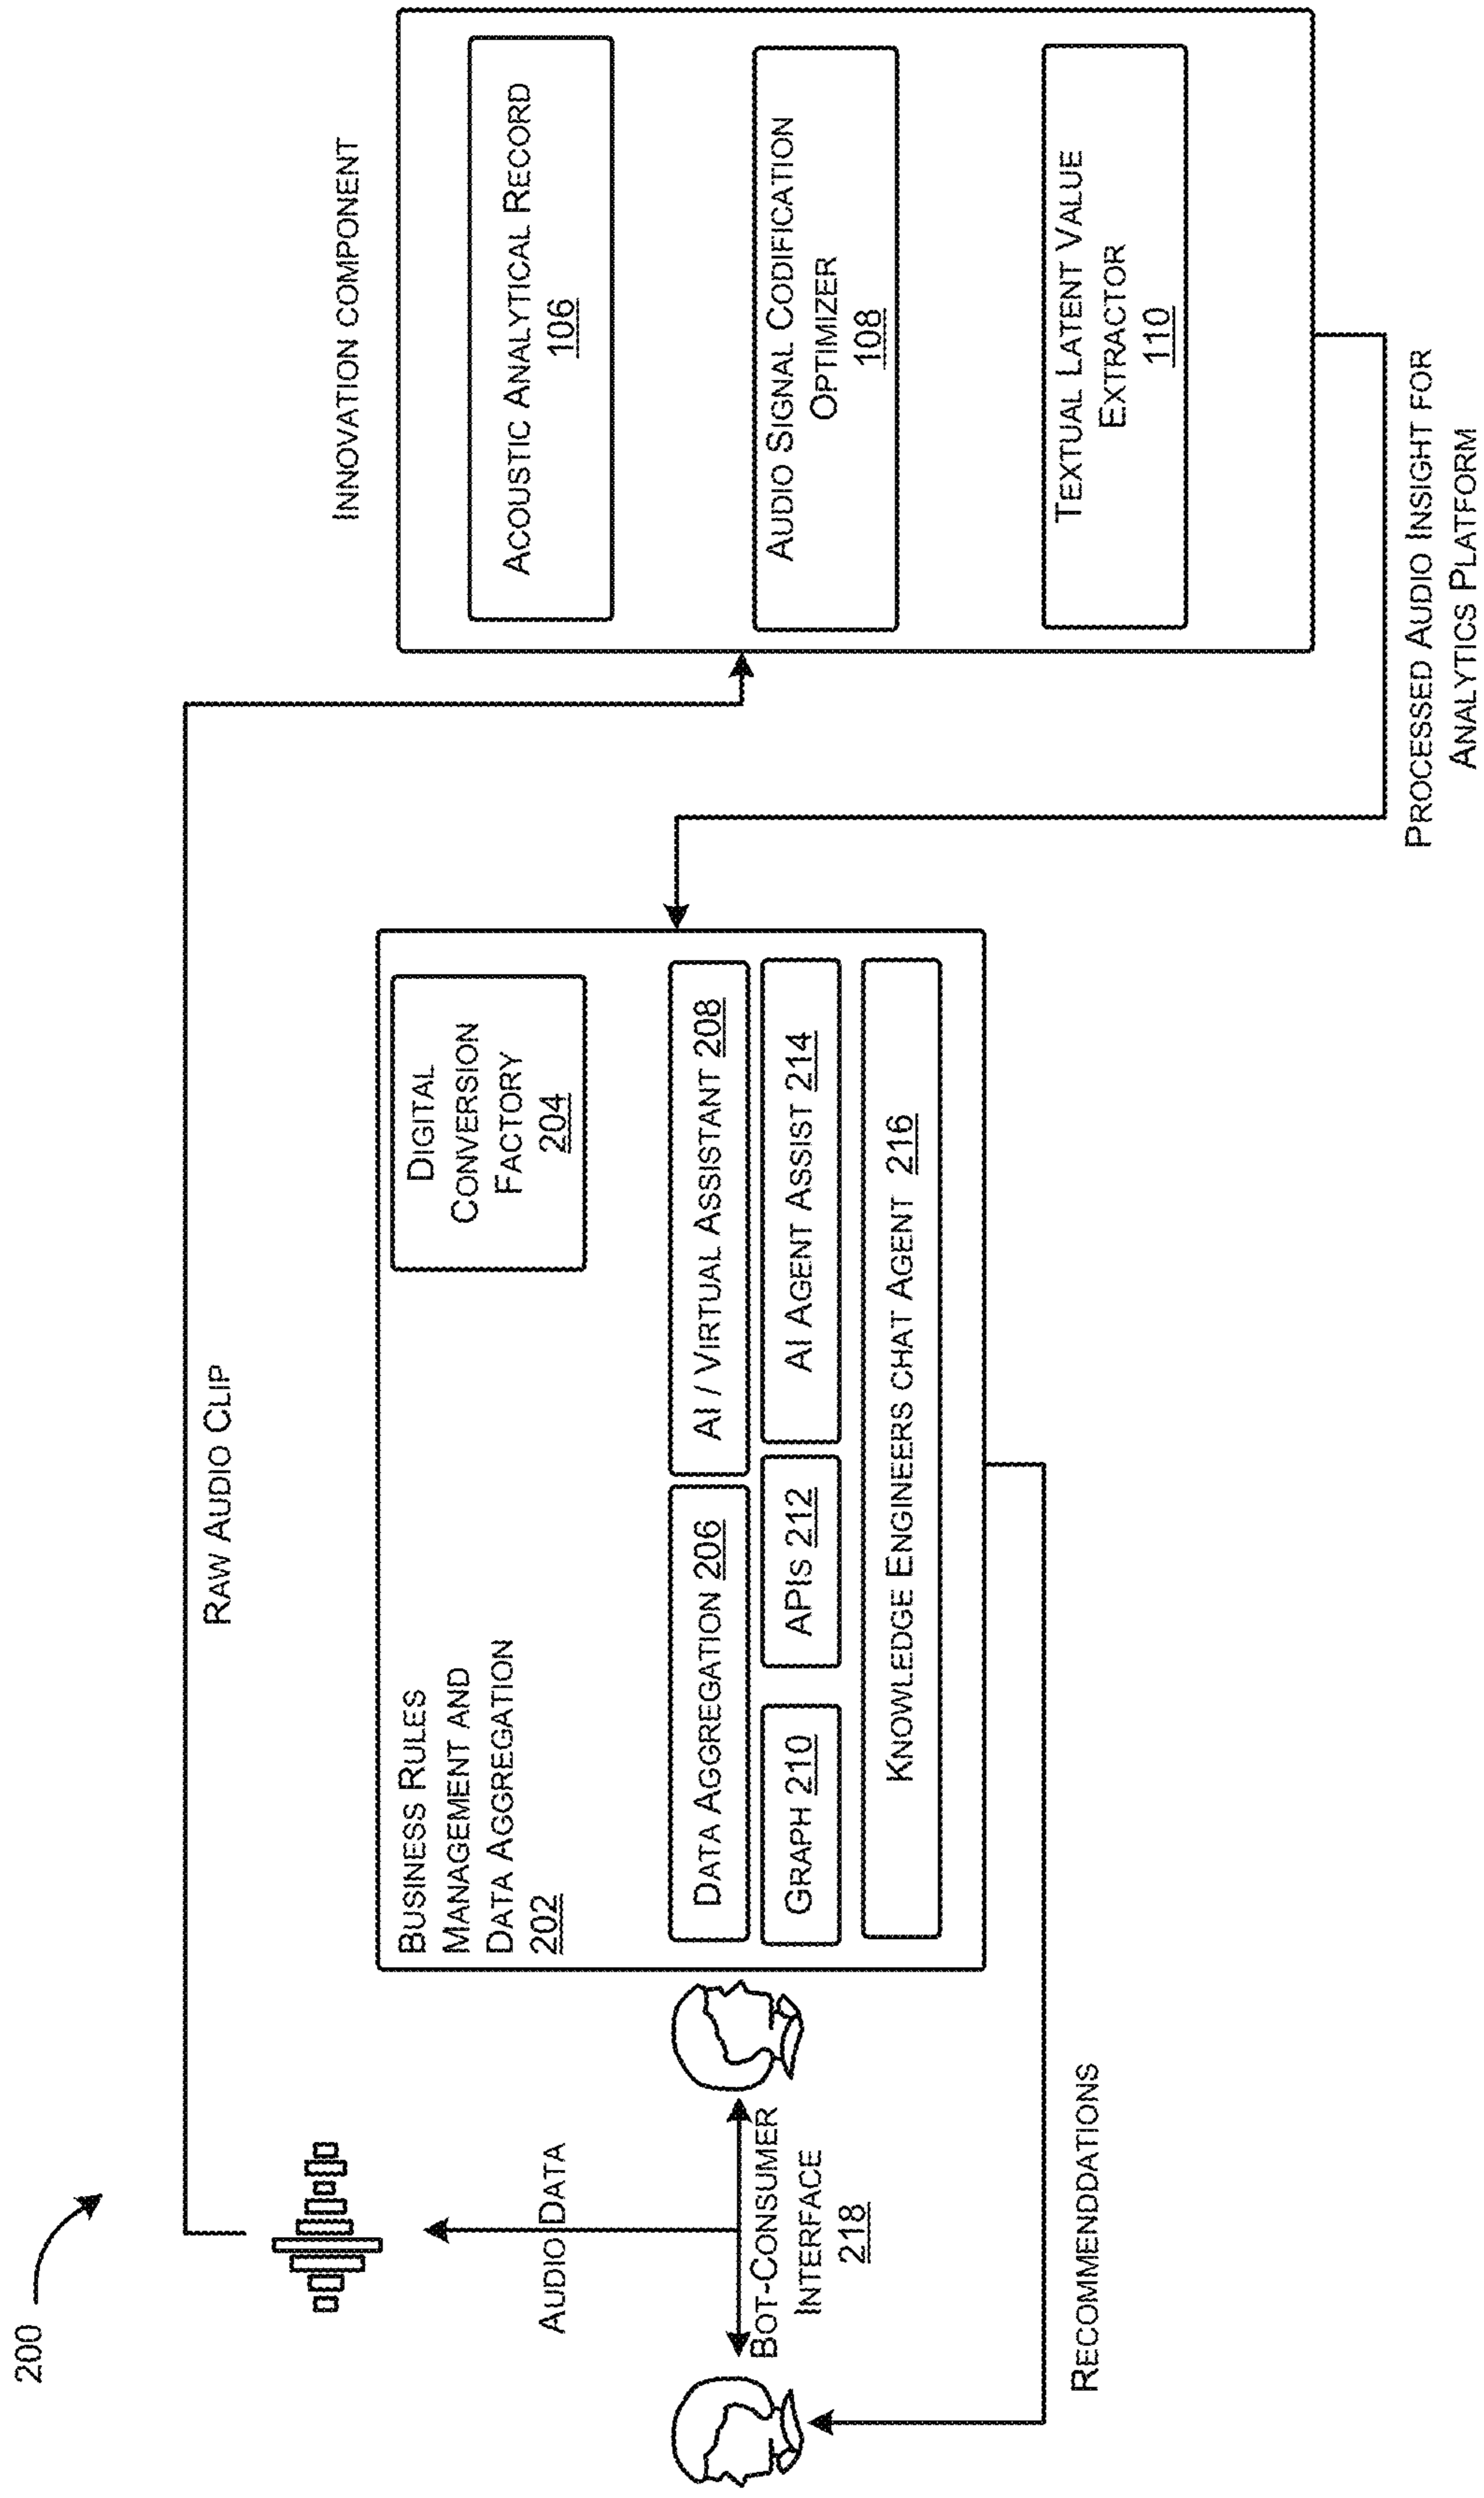 200
RAW AUDIO CLIP
AUDIO DATA
BOT-CONSUMER
INTERFACE
218
RECOMMENDATIONS
BUSINESS RULES
MANAGEMENT AND
DATA AGGREGATION
202
DIGITAL
CONVERSION
FACTORY
204
DATA AGGREGATION 206
AI / VIRTUAL ASSISTANT 208
GRAPH 210
APIS 212
AI AGENT ASSIST 214
KNOWLEDGE ENGINEERS CHAT AGENT 216
INNOVATION COMPONENT
ACOUSTIC ANALYTICAL RECORD
106
AUDIO SIGNAL CODIFICATION
OPTIMIZER
108
TEXTUAL LATENT VALUE
EXTRACTOR
110
PROCESSED AUDIO INSIGHT FOR
ANALYTICS PLATFORM